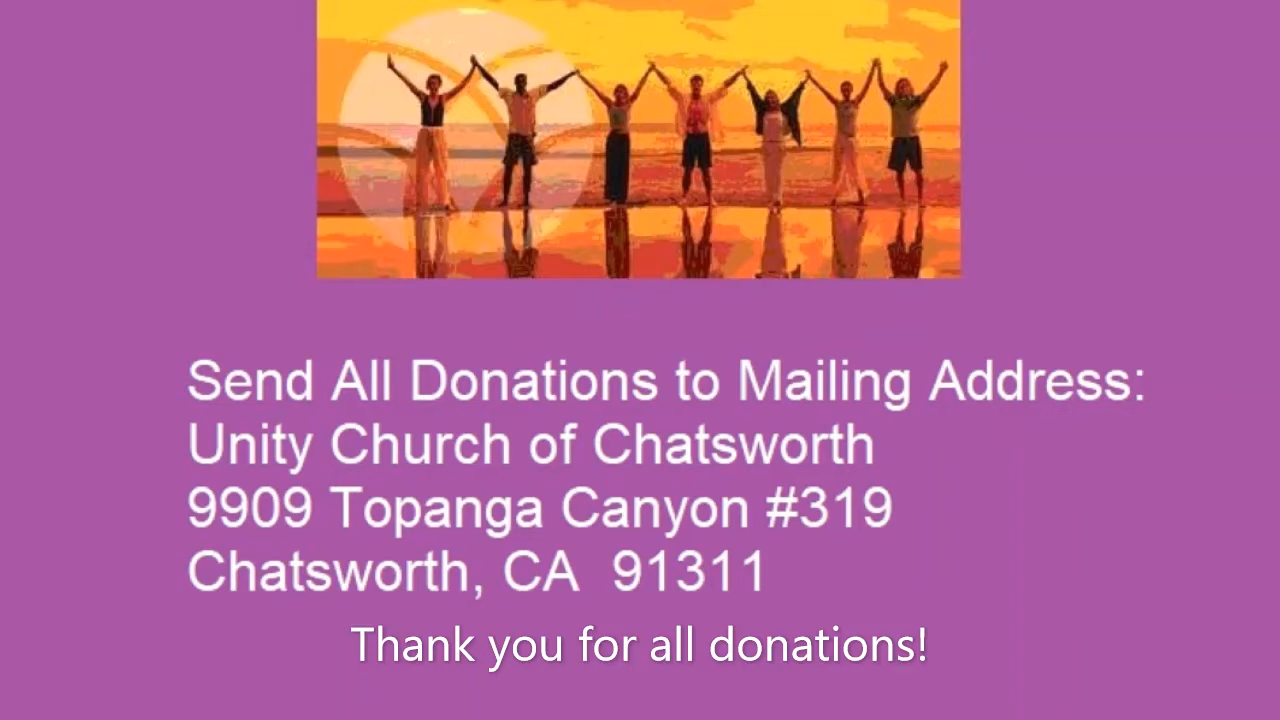 Send All Donations to Mailing Address:
Unity Church of Chatsworth
9909 Topanga Canyon #319
Chatsworth, CA  91311
Thank you for all donations!